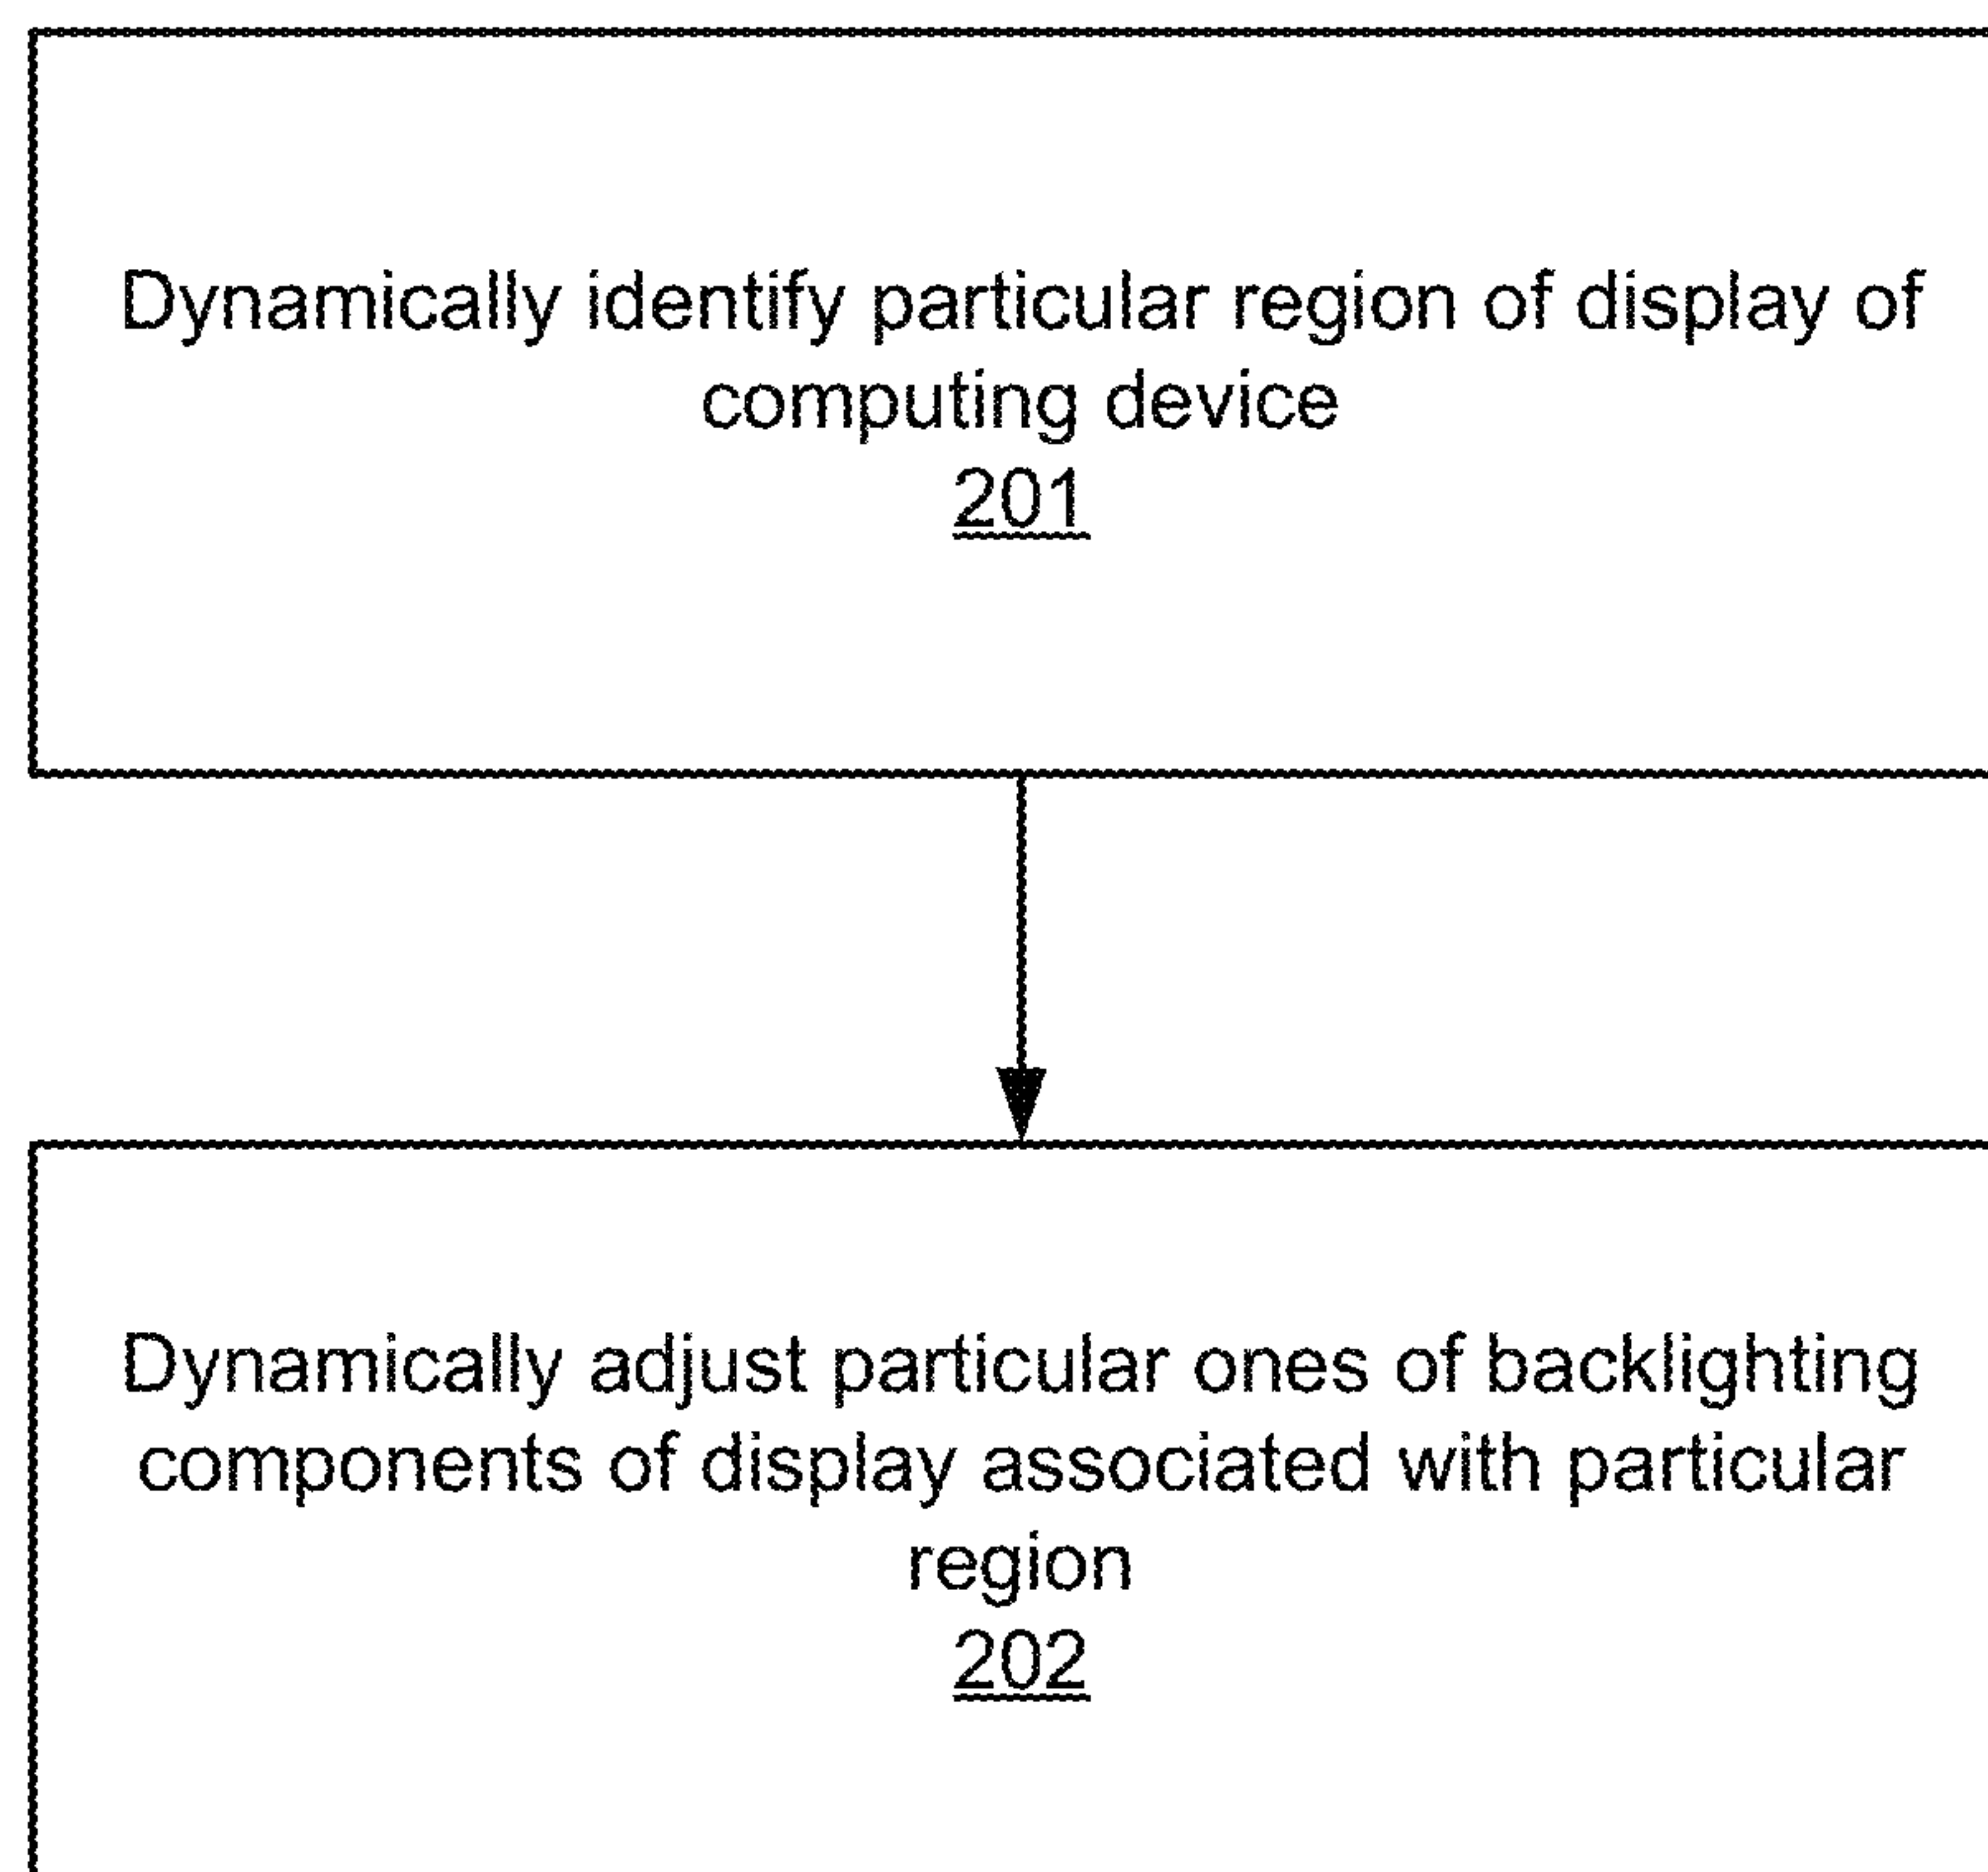 Dynamically identify particular region of display of
computing device
201
Dynamically adjust particular ones of backlighting
components of display associated with particular
region
202